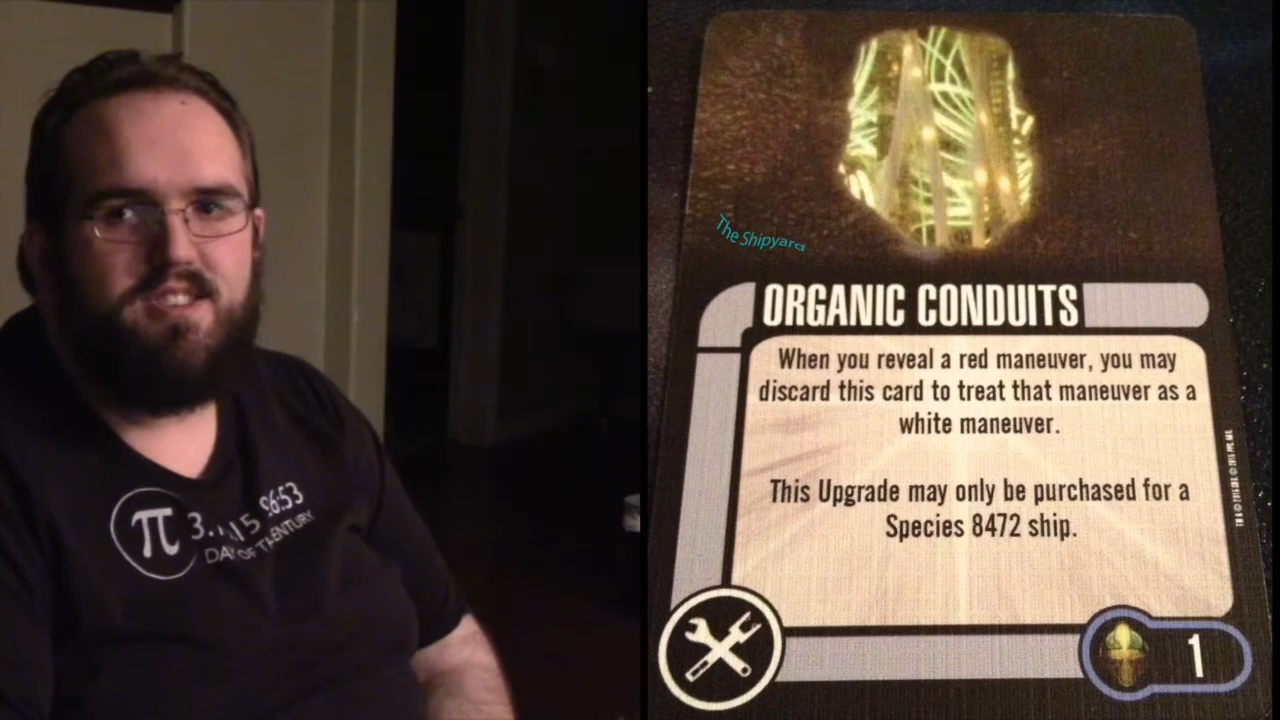 π 3.
DAY OF THE CENTURY
The Shipyard
ORGANIC CONDUITS
When you reveal a red maneuver, you may
discard this card to treat that maneuver as a
white maneuver.
This Upgrade may only be purchased for a
Species 8472 ship.
1